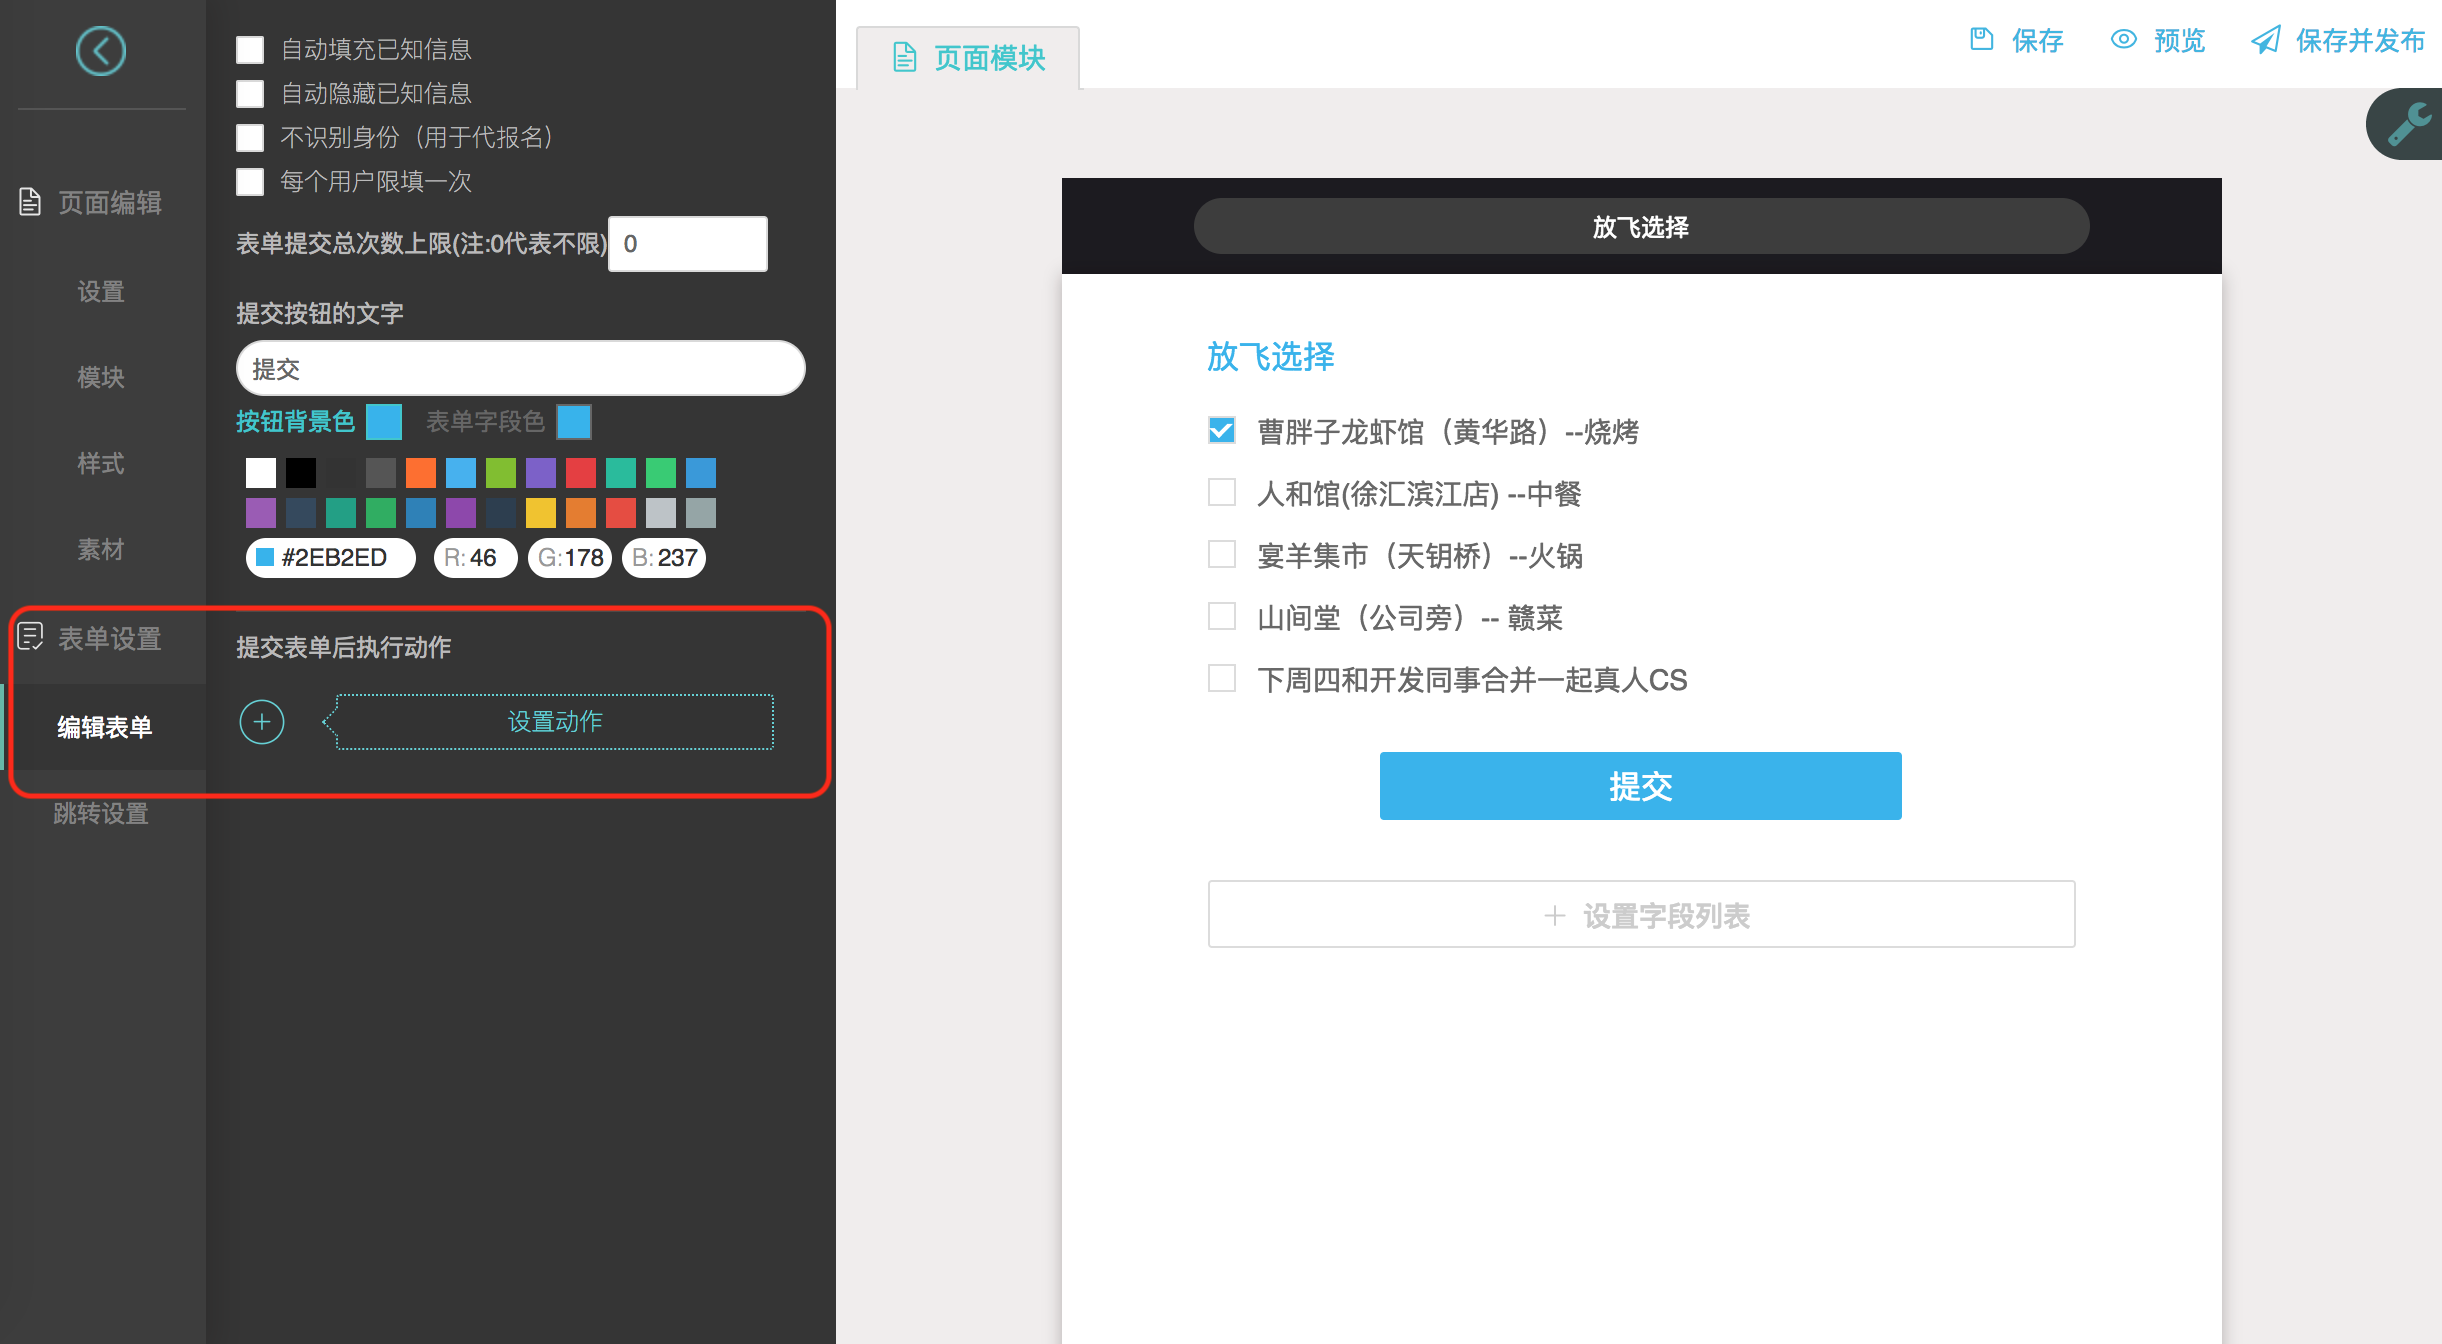 页面编辑
设置
模块
样式
素材
表单设置
编辑表单
跳转设置
自动填充已知信息
自动隐藏已知信息
不识别身份（用于代报名）
每个用户限填一次
表单提交总次数上限(注:0代表不限) 0
提交按钮的文字
提交
按钮背景色 表单字段色
#2EB2ED R: 46 G: 178 B: 237
提交表单后执行动作
设置动作
页面模块
保存 预览 保存并发布
放飞选择
放飞选择
曹胖子龙虾馆（黄华路）--烧烤
人和馆(徐汇滨江店) --中餐
宴羊集市（天钥桥）--火锅
山间堂（公司旁）-- 赣菜
下周四和开发同事合并一起真人CS
提交
设置字段列表